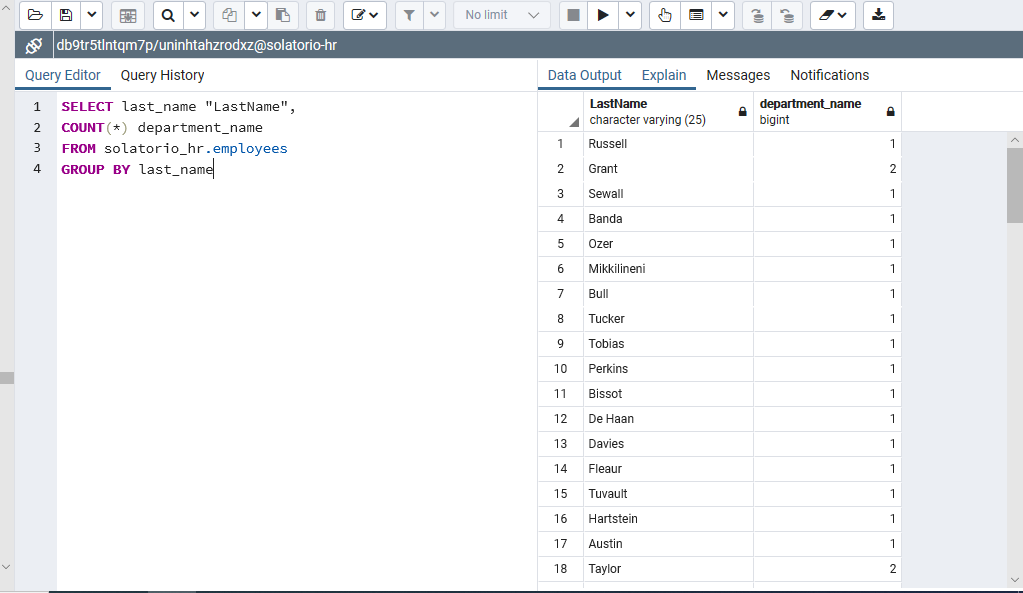 No limit
db9tr5tlntqm7p/uninhtahzrodxz@solatorio-hr
Query Editor Query History
1 SELECT last_name "LastName",
2 COUNT(*) department_name
3 FROM solatorio_hr.employees
4 GROUP BY last_name
Data Output Explain Messages Notifications
LastName department_name
character varying (25) bigint
1 Russell 1
2 Grant 2
3 Sewall 1
4 Banda 1
5 Ozer 1
6 Mikkilineni 1
7 Bull 1
8 Tucker 1
9 Tobias 1
10 Perkins 1
11 Bissot 1
12 De Haan 1
13 Davies 1
14 Fleaur 1
15 Tuvault 1
16 Hartstein 1
17 Austin 1
18 Taylor 2